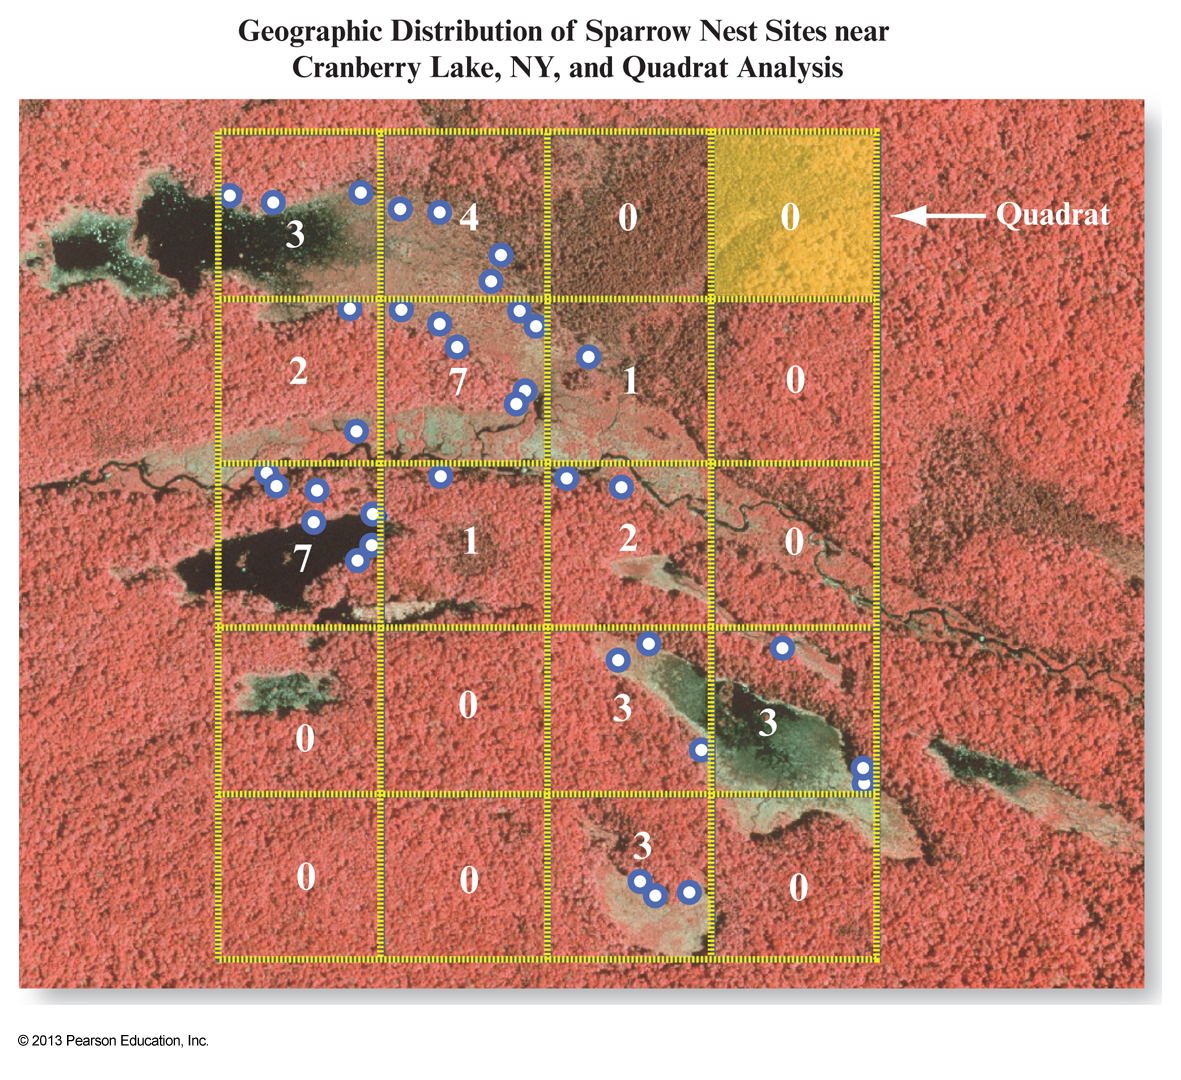 Geographic Distribution of Sparrow Nest Sites near
Cranberry Lake, NY, and Quadrat Analysis
3 4 0 0 Quadrat
2 7 1 0
7 1 2 0
0 0 3 3
0 0 3 0
© 2013 Pearson Education, Inc.